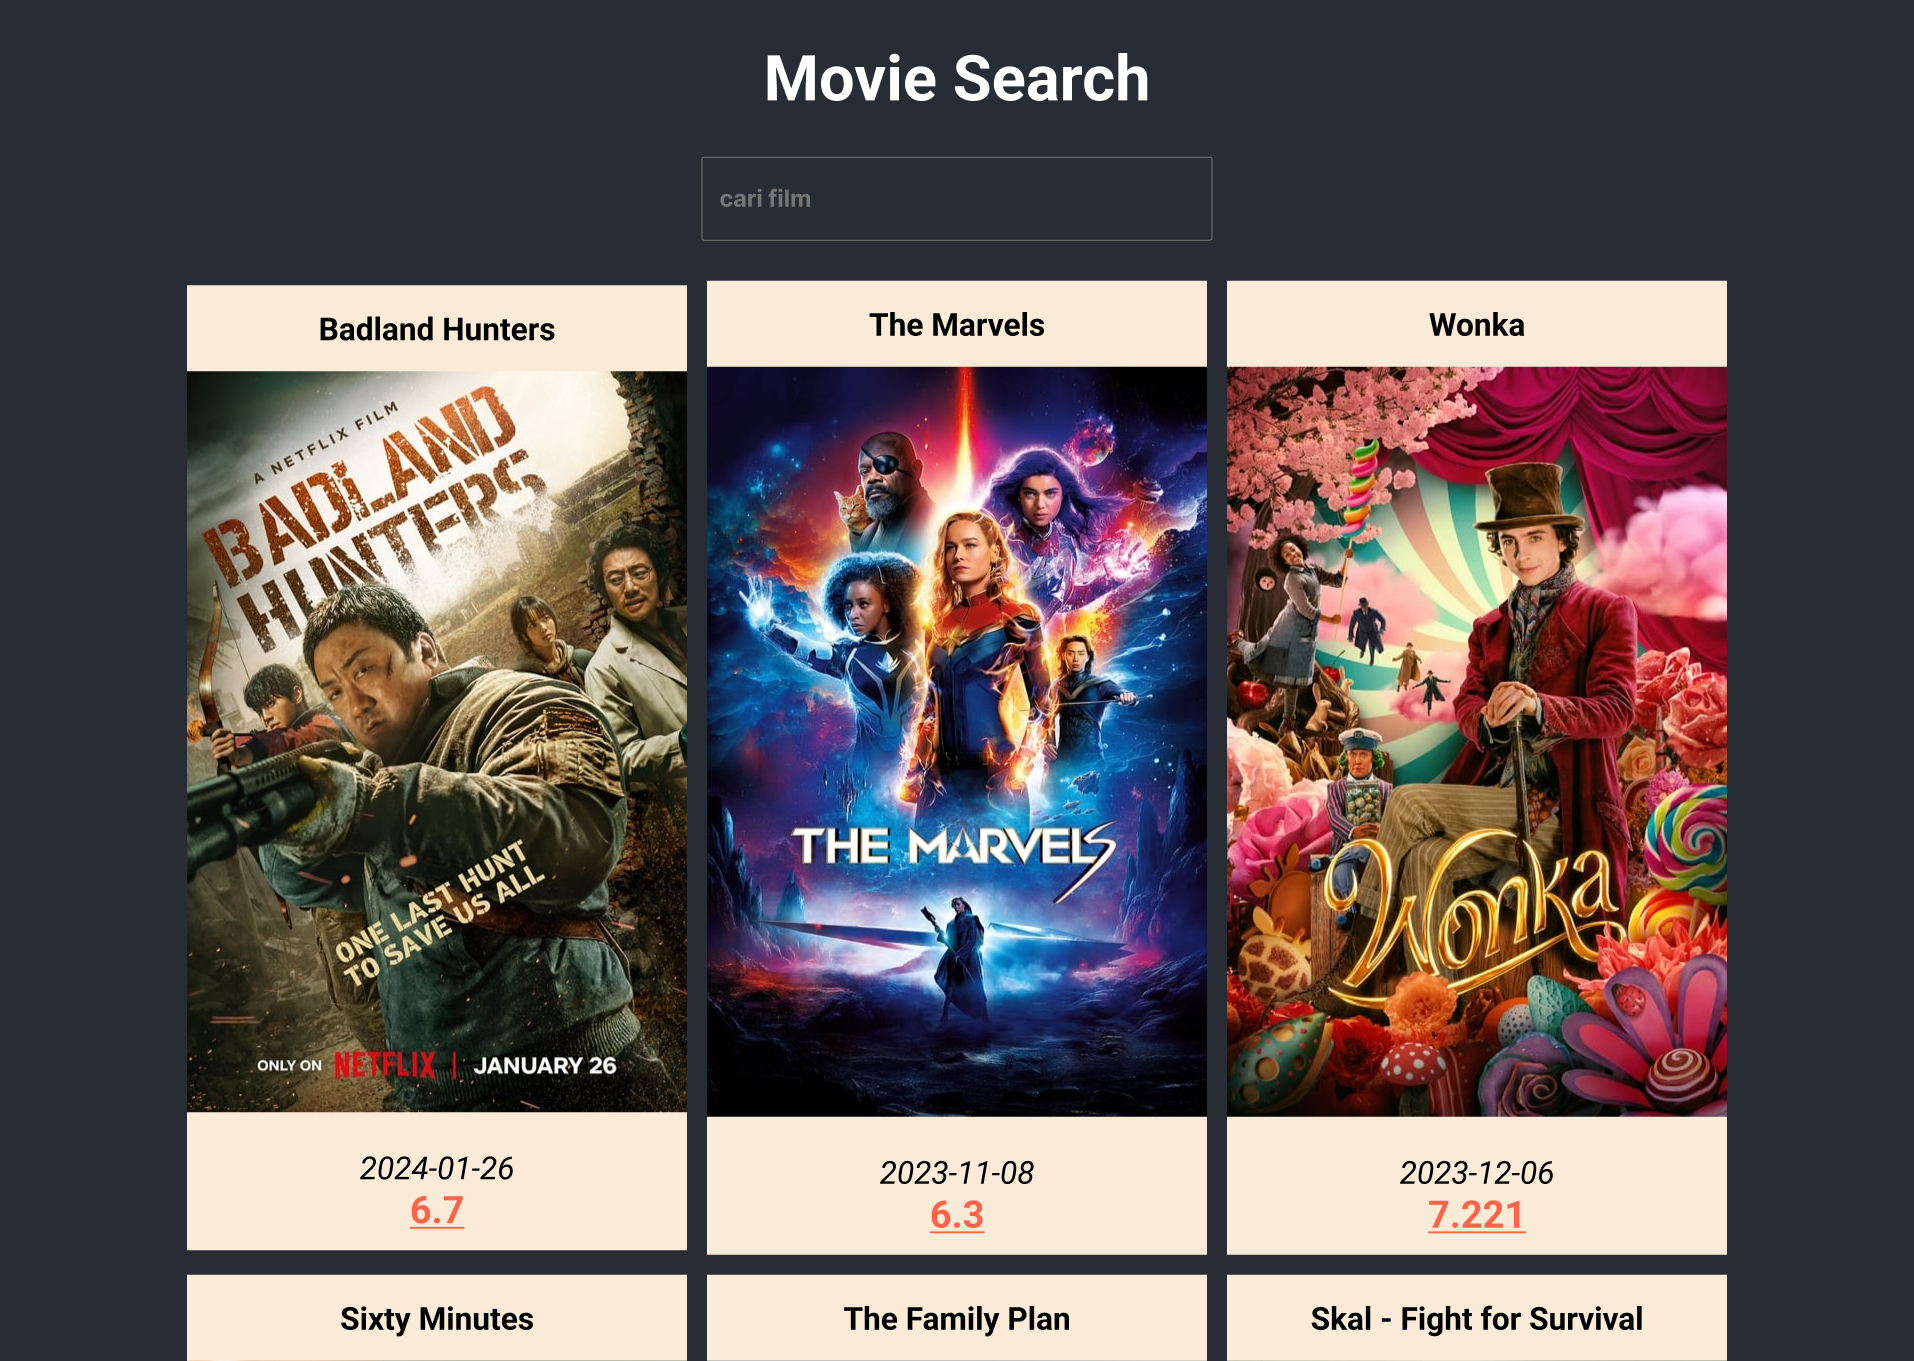 Movie Search
cari film
Badland Hunters
A NETFLIX FILM
BADLAND
HUNTERS
ONE LAST HUNT
TO SAVE US ALL
ONLY ON NETFLIX | JANUARY 26
2024-01-26
6.7
The Marvels
THE MARVELS
2023-11-08
6.3
Wonka
Wonka
2023-12-06
7.221
Sixty Minutes
The Family Plan
Skal - Fight for Survival